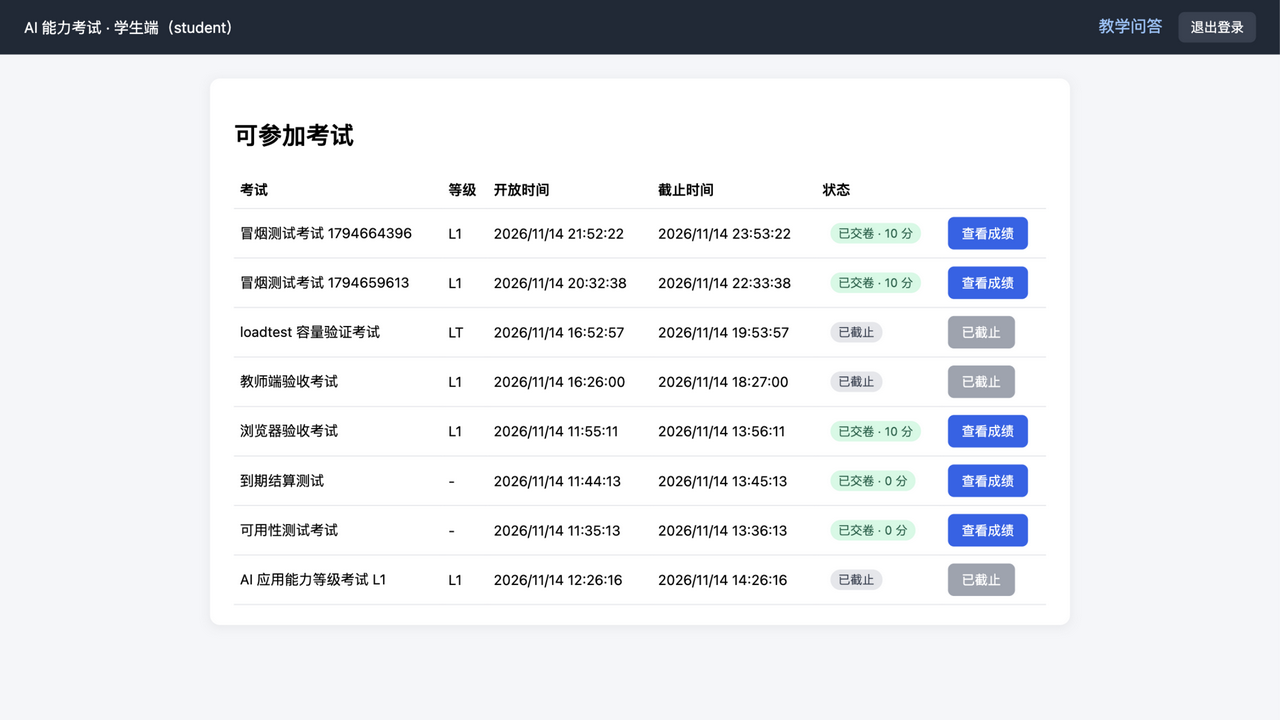 AI 能力考试 · 学生端（student） 教学问答 退出登录
可参加考试
考试 等级 开放时间 截止时间 状态
冒烟测试考试 1794664396 L1 2026/11/14 21:52:22 2026/11/14 23:53:22 已交卷 · 10 分 查看成绩
冒烟测试考试 1794659613 L1 2026/11/14 20:32:38 2026/11/14 22:33:38 已交卷 · 10 分 查看成绩
loadtest 容量验证考试 LT 2026/11/14 16:52:57 2026/11/14 19:53:57 已截止 已截止
教师端验收考试 L1 2026/11/14 16:26:00 2026/11/14 18:27:00 已截止 已截止
浏览器验收考试 L1 2026/11/14 11:55:11 2026/11/14 13:56:11 已交卷 · 10 分 查看成绩
到期结算测试 - 2026/11/14 11:44:13 2026/11/14 13:45:13 已交卷 · 0 分 查看成绩
可用性测试考试 - 2026/11/14 11:35:13 2026/11/14 13:36:13 已交卷 · 0 分 查看成绩
AI 应用能力等级考试 L1 L1 2026/11/14 12:26:16 2026/11/14 14:26:16 已截止 已截止